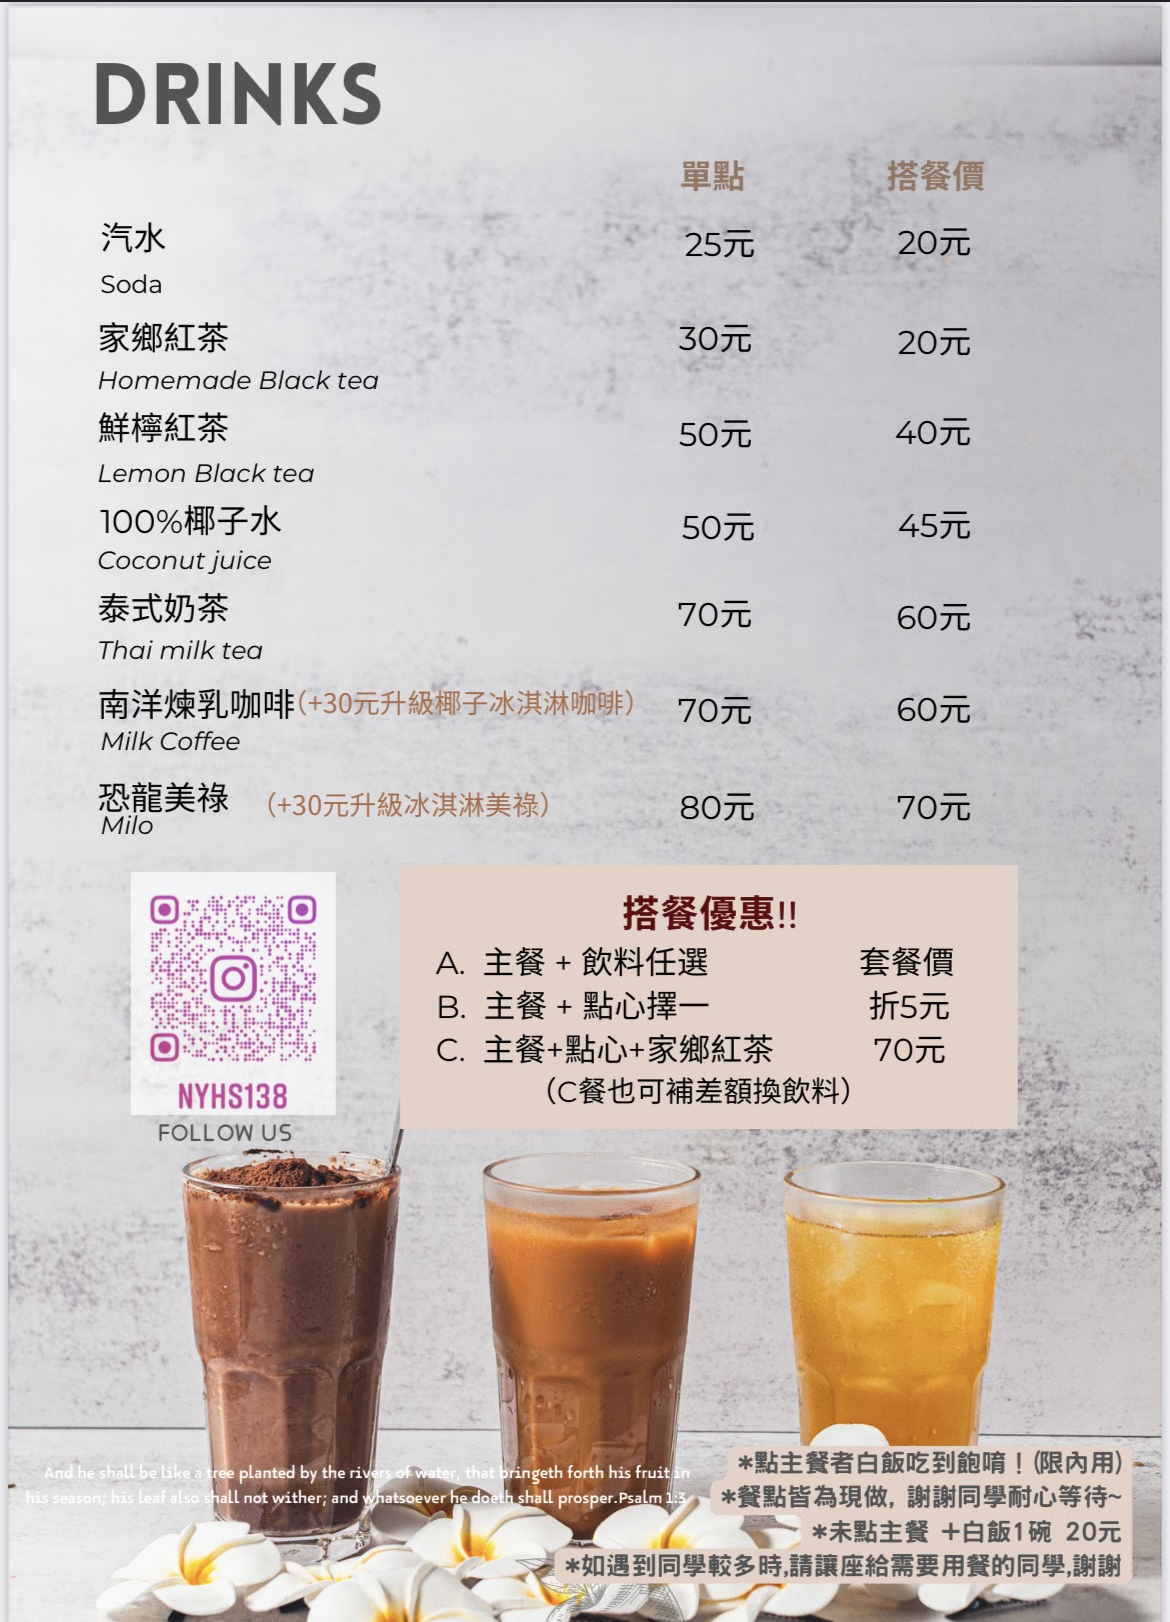 DRINKS
單點 搭餐價
汽水 25元 20元
Soda
家鄉紅茶 30元 20元
Homemade Black tea
鮮檸紅茶 50元 40元
Lemon Black tea
100%椰子水 50元 45元
Coconut juice
泰式奶茶 70元 60元
Thai milk tea
南洋煉乳咖啡(+30元升級椰子冰淇淋咖啡) 70元 60元
Milk Coffee
恐龍美祿 (+30元升級冰淇淋美祿) 80元 70元
Milo
NYHS138
FOLLOW US
搭餐優惠!!
A. 主餐 + 飲料任選 套餐價
B. 主餐 + 點心擇一 折5元
C. 主餐+點心+家鄉紅茶 70元
(C餐也可補差額換飲料)
And he shall be like a tree planted by the rivers of water, that bringeth forth his fruit in
his season; his leaf also shall not wither; and whatsoever he doeth shall prosper.Psalm 1:3
*點主餐者白飯吃到飽唷！(限內用)
*餐點皆為現做, 謝謝同學耐心等待~
*未點主餐 +白飯1碗 20元
*如遇到同學較多時,請讓座給需要用餐的同學,謝謝